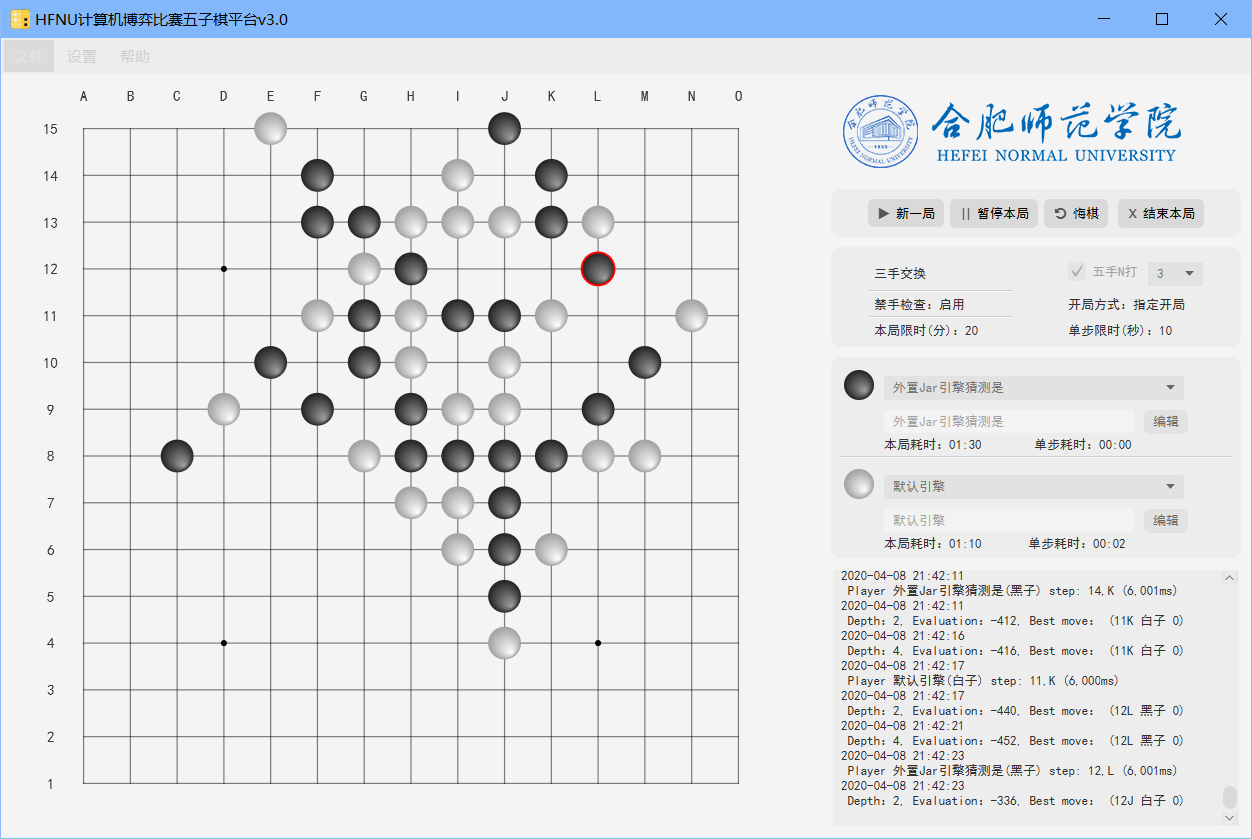 HFNU计算机博弈比赛五子棋平台v3.0
文件 设置 帮助
A B C D E F G H I J K L M N O
15
14
13
12
11
10
9
8
7
6
5
4
3
2
1
合肥师范学院
HEFEI NORMAL UNIVERSITY
合肥师范学院
HEFEI NORMAL UNIVERSITY
新一局 暂停本局 悔棋 X 结束本局
三手交换 五手N打 3
禁手检查: 启用 开局方式: 指定开局
本局限时(分): 20 单步限时(秒): 10
外置Jar引擎猜测是
外置Jar引擎猜测是 编辑
本局耗时: 01:30 单步耗时: 00:00
默认引擎
默认引擎 编辑
本局耗时: 01:10 单步耗时: 00:02
2020-04-08 21:42:11
Player 外置Jar引擎猜测是(黑子) step: 14,K (6,001ms)
2020-04-08 21:42:11
Depth: 2, Evaluation: -412, Best move: (11K 白子 0)
2020-04-08 21:42:16
Depth: 4, Evaluation: -416, Best move: (11K 白子 0)
2020-04-08 21:42:17
Player 默认引擎(白子) step: 11,K (6,000ms)
2020-04-08 21:42:17
Depth: 2, Evaluation: -440, Best move: (12L 黑子 0)
2020-04-08 21:42:21
Depth: 4, Evaluation: -452, Best move: (12L 黑子 0)
2020-04-08 21:42:23
Player 外置Jar引擎猜测是(黑子) step: 12,L (6,001ms)
2020-04-08 21:42:23
Depth: 2, Evaluation: -336, Best move: (12J 白子 0)